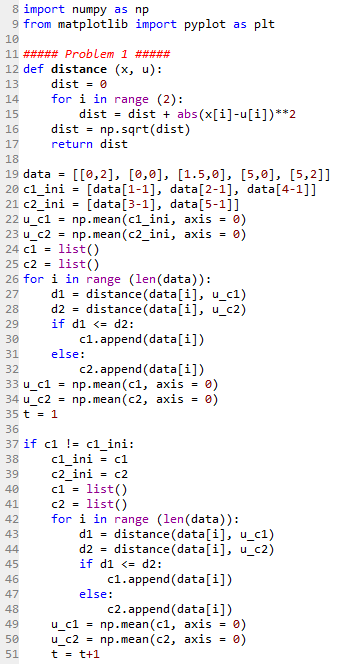 8 import numpy as np
9 from matplotlib import pyplot as plt
10
11 ##### Problem 1 #####
12 def distance (x, u):
13     dist = 0
14     for i in range (2):
15         dist = dist + abs(x[i]-u[i])**2
16     dist = np.sqrt(dist)
17     return dist
18
19 data = [[0,2], [0,0], [1.5,0], [5,0], [5,2]]
20 c1_ini = [data[1-1], data[2-1], data[4-1]]
21 c2_ini = [data[3-1], data[5-1]]
22 u_c1 = np.mean(c1_ini, axis = 0)
23 u_c2 = np.mean(c2_ini, axis = 0)
24 c1 = list()
25 c2 = list()
26 for i in range (len(data)):
27     d1 = distance(data[i], u_c1)
28     d2 = distance(data[i], u_c2)
29     if d1 <= d2:
30         c1.append(data[i])
31     else:
32         c2.append(data[i])
33 u_c1 = np.mean(c1, axis = 0)
34 u_c2 = np.mean(c2, axis = 0)
35 t = 1
36
37 if c1 != c1_ini:
38     c1_ini = c1
39     c2_ini = c2
40     c1 = list()
41     c2 = list()
42     for i in range (len(data)):
43         d1 = distance(data[i], u_c1)
44         d2 = distance(data[i], u_c2)
45         if d1 <= d2:
46             c1.append(data[i])
47         else:
48             c2.append(data[i])
49     u_c1 = np.mean(c1, axis = 0)
50     u_c2 = np.mean(c2, axis = 0)
51     t = t+1